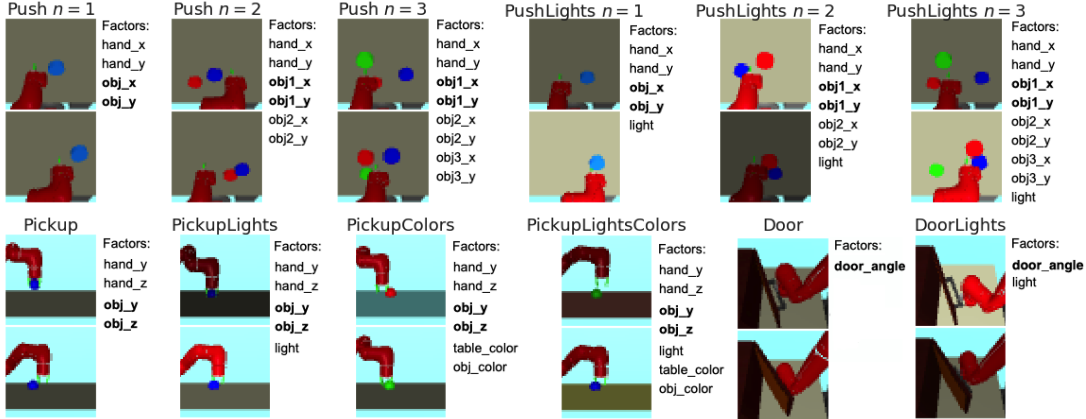 Push n = 1
Factors:
hand_x
hand_y
obj_x
obj_y
Push n = 2
Factors:
hand_x
hand_y
obj1_x
obj1_y
obj2_x
obj2_y
Push n = 3
Factors:
hand_x
hand_y
obj1_x
obj1_y
obj2_x
obj2_y
obj3_x
obj3_y
PushLights n = 1
Factors:
hand_x
hand_y
obj_x
obj_y
light
PushLights n = 2
Factors:
hand_x
hand_y
obj1_x
obj1_y
obj2_x
obj2_y
light
PushLights n = 3
Factors:
hand_x
hand_y
obj1_x
obj1_y
obj2_x
obj2_y
obj3_x
obj3_y
light
Pickup
Factors:
hand_y
hand_z
obj_y
obj_z
PickupLights
Factors:
hand_y
hand_z
obj_y
obj_z
light
PickupColors
Factors:
hand_y
hand_z
obj_y
obj_z
table_color
obj_color
PickupLightsColors
Factors:
hand_y
hand_z
obj_y
obj_z
light
table_color
obj_color
Door
Factors:
door_angle
DoorLights
Factors:
door_angle
light